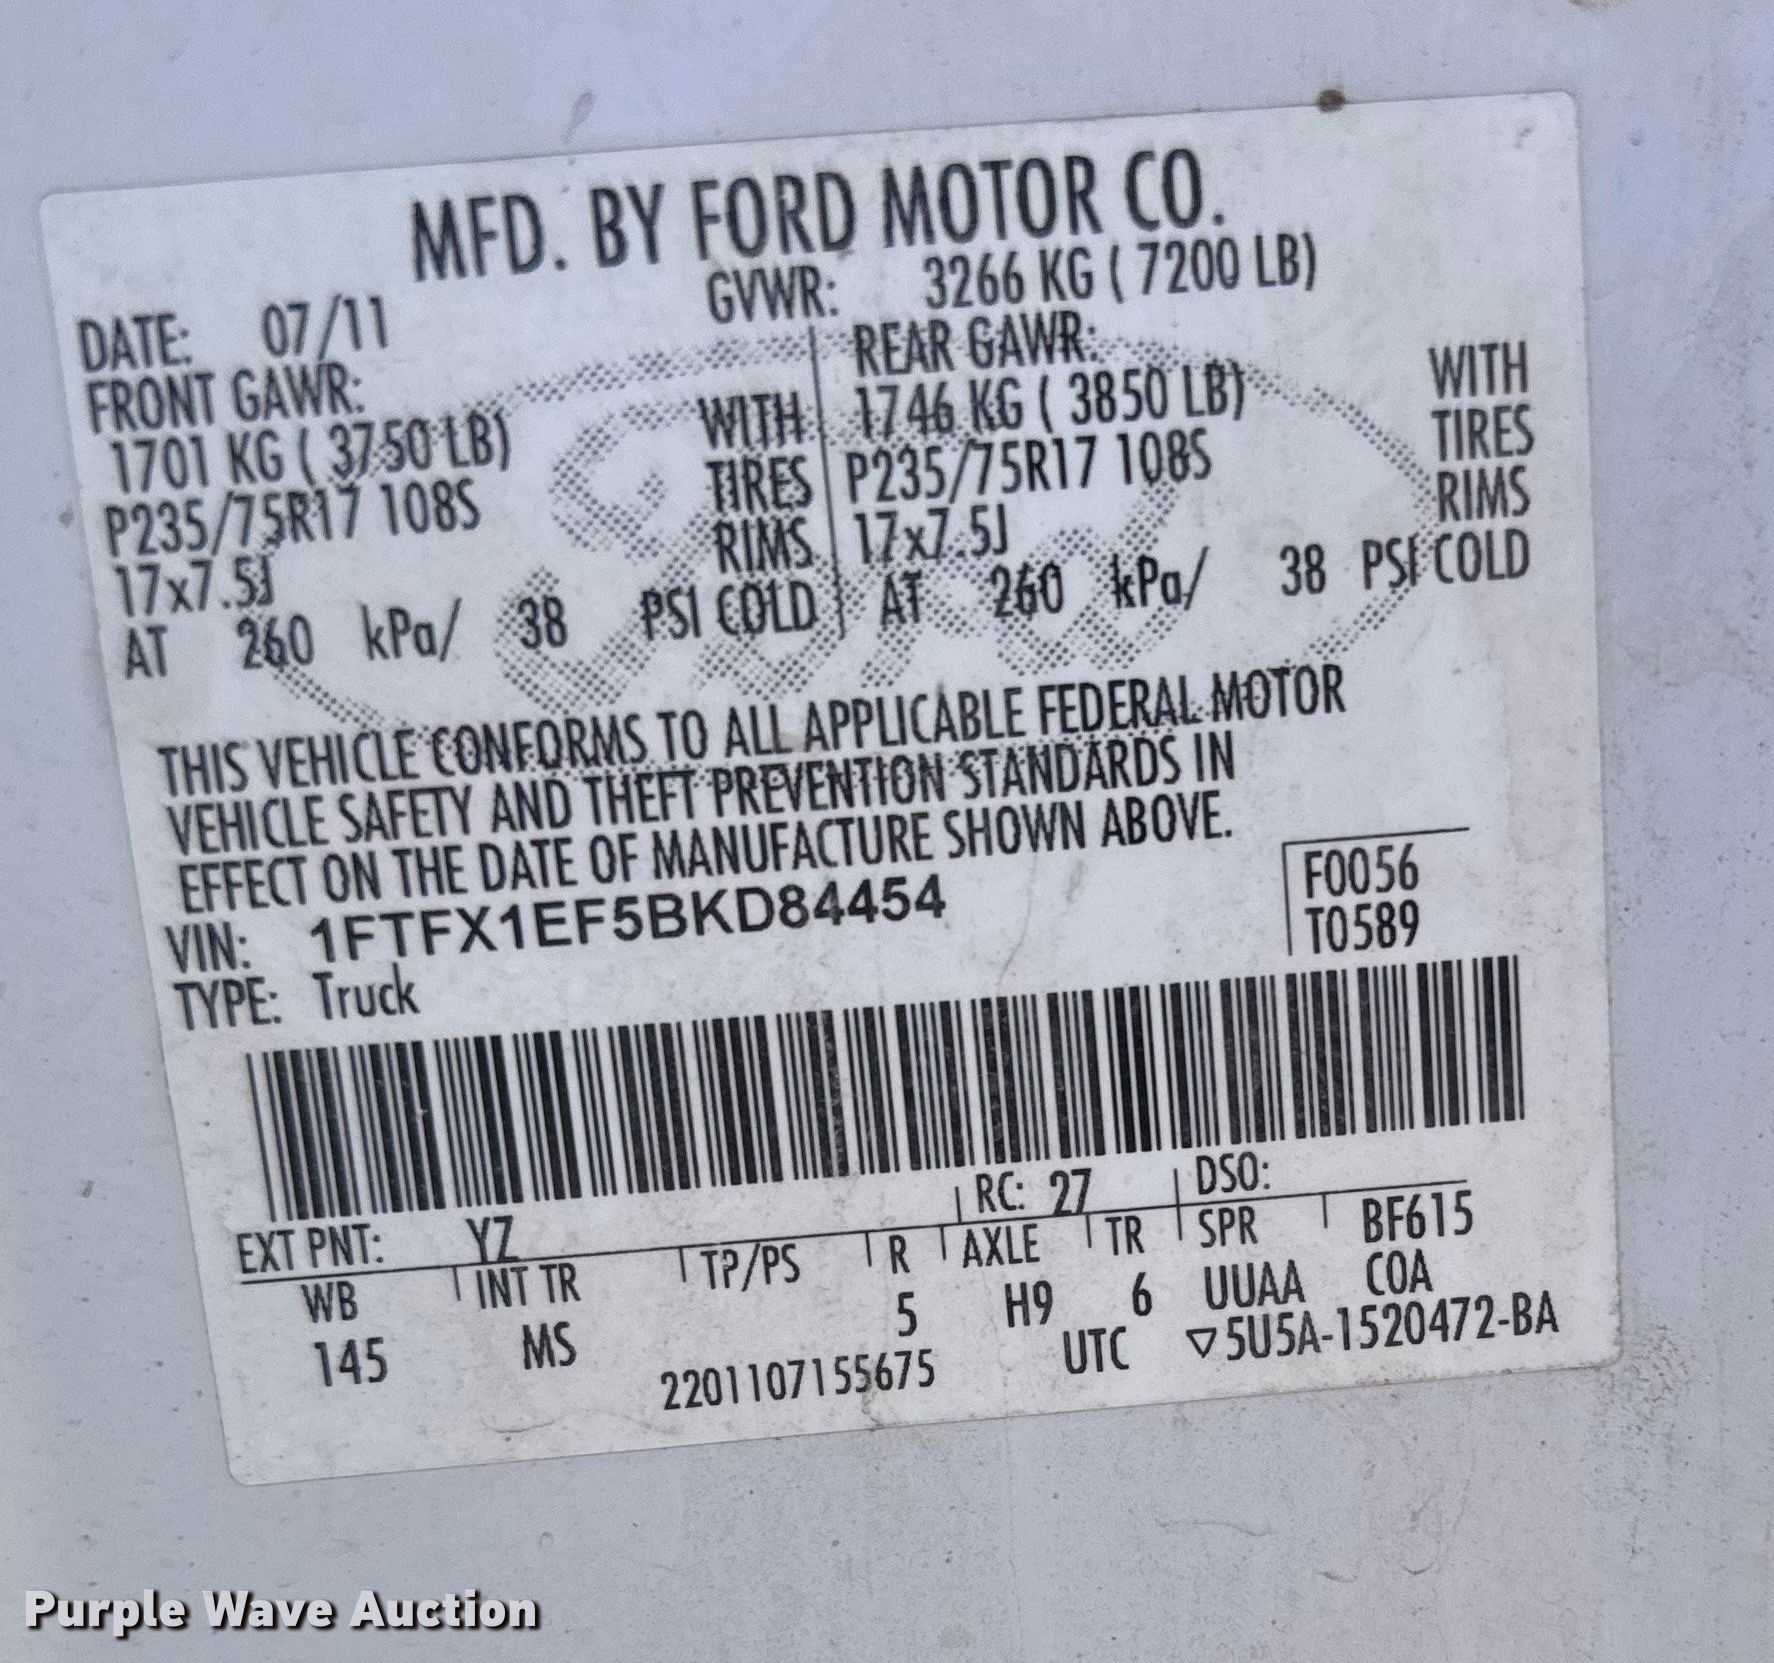 MFD. BY FORD MOTOR CO.
DATE: 07/11 GVWR: 3266 KG ( 7200 LB)
FRONT GAWR: REAR GAWR:
1701 KG ( 3750 LB) WITH 1746 KG ( 3850 LB) WITH
P235/75R17 108S TIRES P235/75R17 108S TIRES
17x7.5J RIMS 17x7.5J RIMS
AT 260 kPa/ 38 PSI COLD AT 260 kPa/ 38 PSI COLD
THIS VEHICLE CONFORMS TO ALL APPLICABLE FEDERAL MOTOR
VEHICLE SAFETY AND THEFT PREVENTION STANDARDS IN
EFFECT ON THE DATE OF MANUFACTURE SHOWN ABOVE.
VIN: 1FTFX1EF5BKD84454 F0056
TYPE: Truck T0589
EXT PNT: YZ RC: 27 DSO:
WB INT TR TP/PS R AXLE TR SPR BF615
145 MS 5 H9 6 UUAA COA
2201107155675 UTC ▽5U5A-1520472-BA
Purple Wave Auction